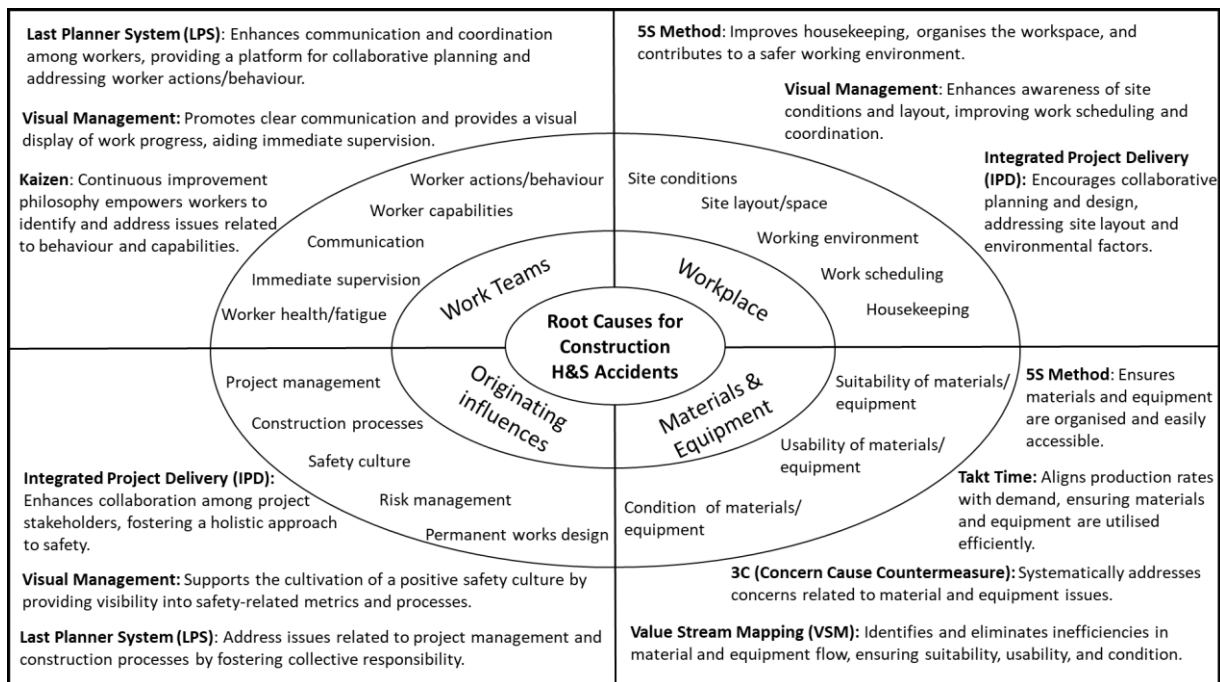 Last Planner System (LPS): Enhances communication and coordination
among workers, providing a platform for collaborative planning and
addressing worker actions/behaviour.
Visual Management: Promotes clear communication and provides a visual
display of work progress, aiding immediate supervision.
Kaizen: Continuous improvement
philosophy empowers workers to
identify and address issues related
to behaviour and capabilities.
Worker actions/behaviour
Worker capabilities
Communication
Immediate supervision
Worker health/fatigue
Work Teams
5S Method: Improves housekeeping, organises the workspace, and
contributes to a safer working environment.
Visual Management: Enhances awareness of site
conditions and layout, improving work scheduling and
coordination.
Integrated Project Delivery
(IPD): Encourages collaborative
planning and design,
addressing site layout and
environmental factors.
Site conditions
Site layout/space
Working environment
Work scheduling
Housekeeping
Workplace
Root Causes for
Construction
H&S Accidents
Originating
influences
Project management
Construction processes
Safety culture
Risk management
Permanent works design
Integrated Project Delivery (IPD):
Enhances collaboration among project
stakeholders, fostering a holistic approach
to safety.
Visual Management: Supports the cultivation of a positive safety culture by
providing visibility into safety-related metrics and processes.
Last Planner System (LPS): Address issues related to project management and
construction processes by fostering collective responsibility.
Materials &
Equipment
Suitability of materials/
equipment
Usability of materials/
equipment
Condition of materials/
equipment
5S Method: Ensures
materials and equipment
are organised and easily
accessible.
Takt Time: Aligns production rates
with demand, ensuring materials
and equipment are utilised
efficiently.
3C (Concern Cause Countermeasure): Systematically addresses
concerns related to material and equipment issues.
Value Stream Mapping (VSM): Identifies and eliminates inefficiencies in
material and equipment flow, ensuring suitability, usability, and condition.